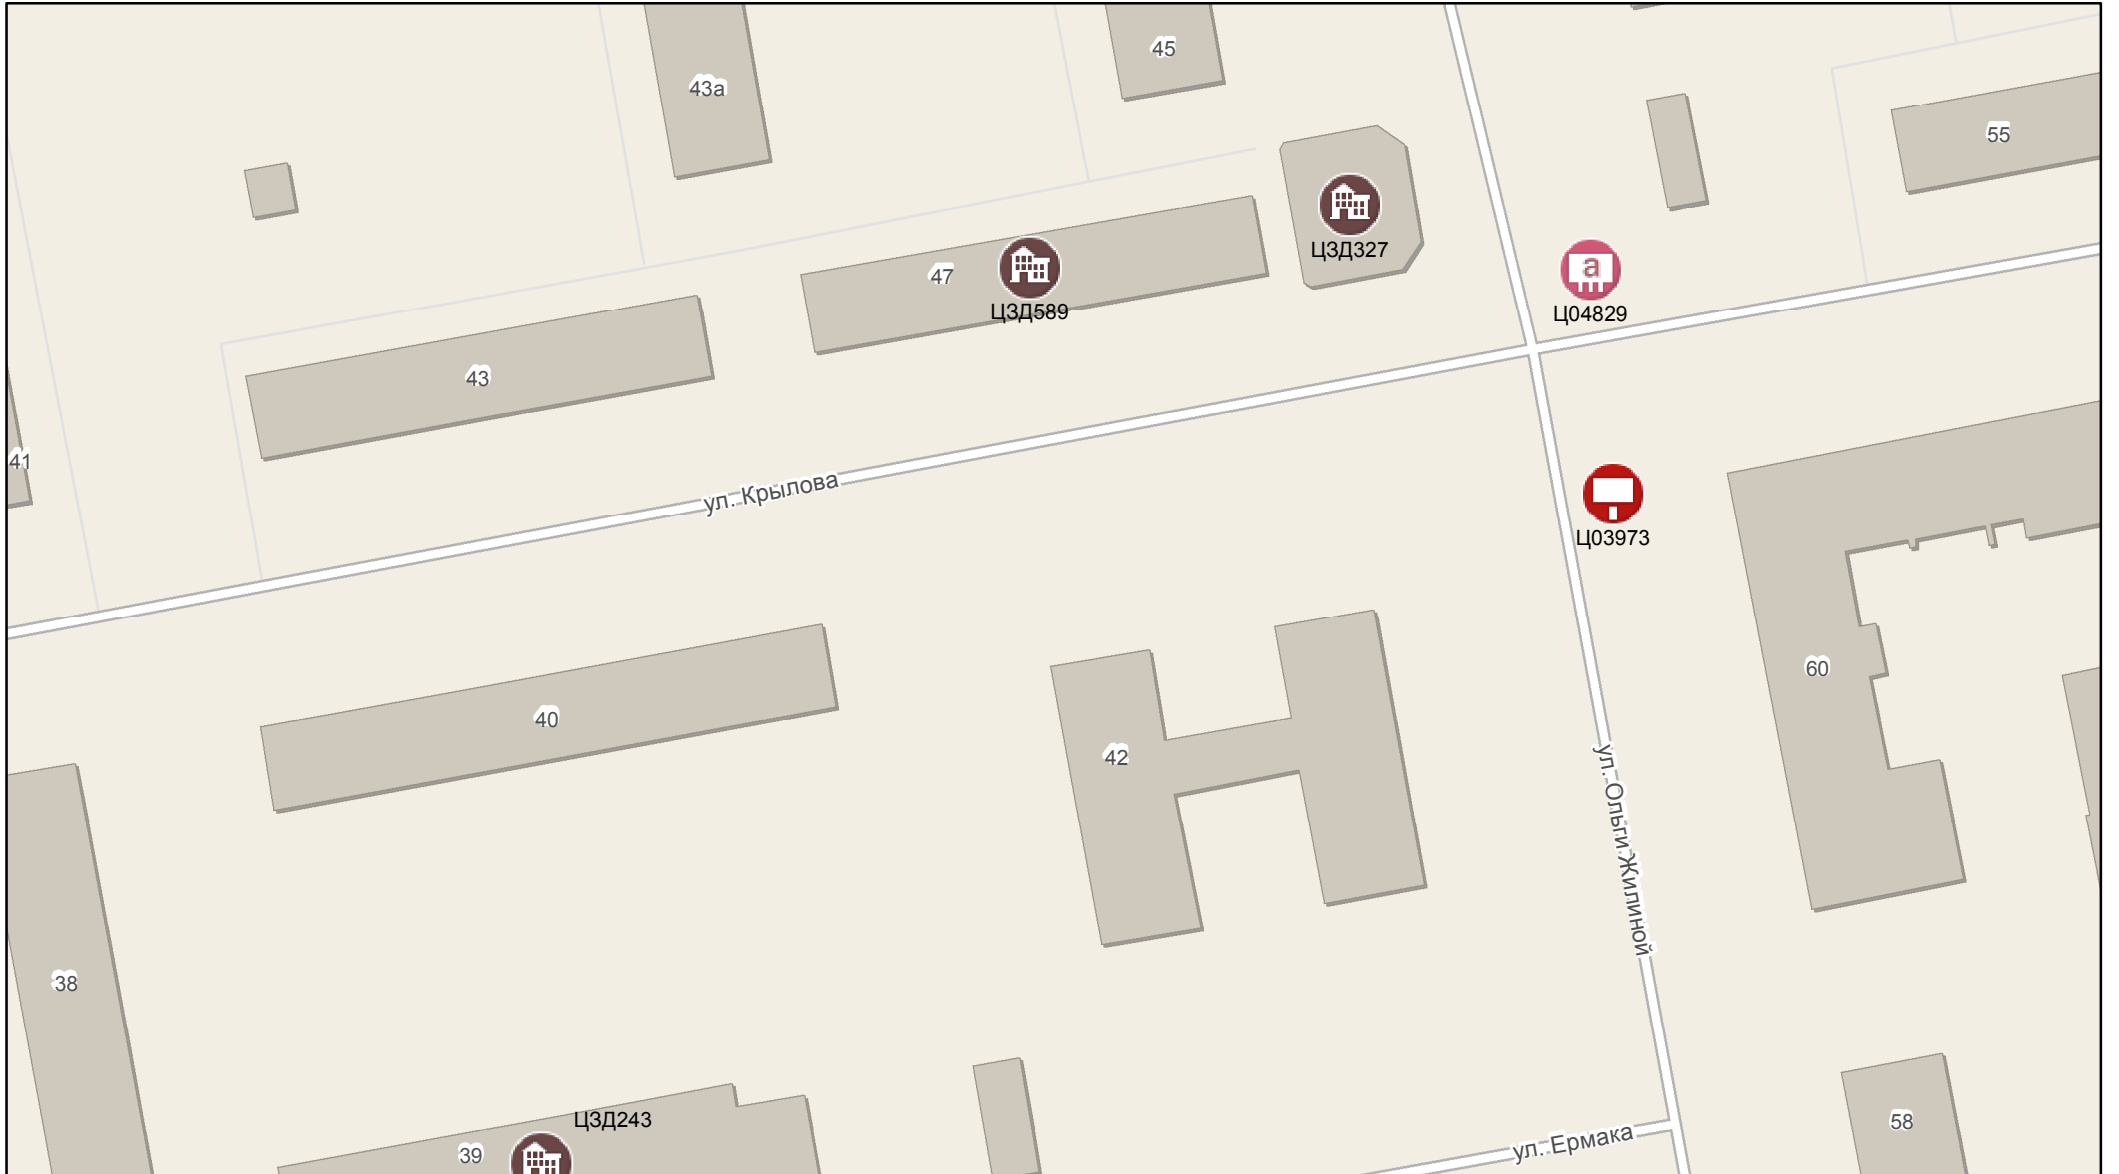 45
43а
55
ЦЗД327
47
ЦЗД589
Ц04829
a
43
41
ул. Крылова
Ц03973
60
40
42
ул. Ольги Жилиной
38
ЦЗД243
39
58
ул. Ермака